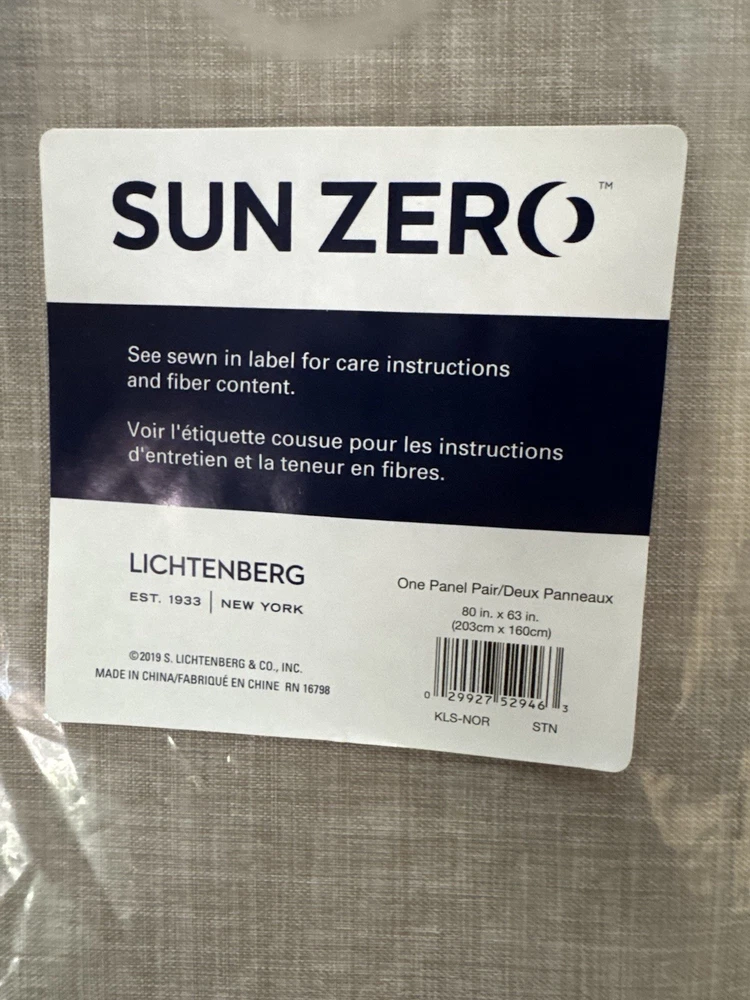 SUN ZERO™
See sewn in label for care instructions
and fiber content.
Voir l'étiquette cousue pour les instructions
d'entretien et la teneur en fibres.
LICHTENBERG
EST. 1933 | NEW YORK
©2019 S. LICHTENBERG & CO., INC.
MADE IN CHINA/FABRIQUÉ EN CHINE RN 16798
One Panel Pair/Deux Panneaux
80 in. x 63 in.
(203cm x 160cm)
0 29927 52946 3
KLS-NOR STN